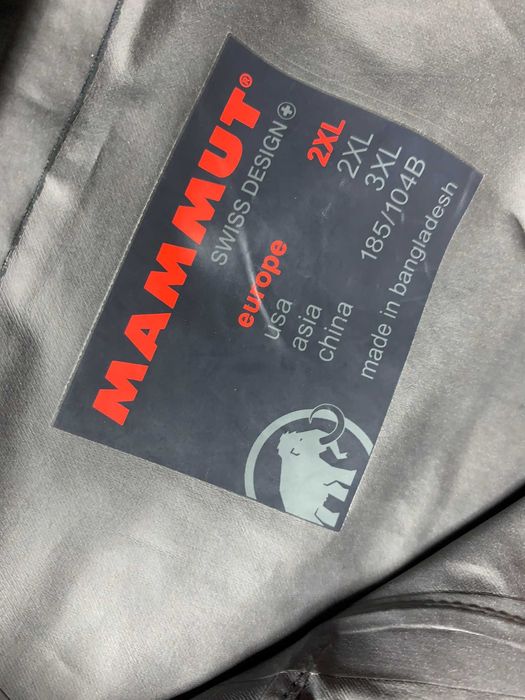 MAMMUT®
SWISS DESIGN
europe 2XL
usa 2XL
asia 3XL
china 185/104B
made in bangladesh